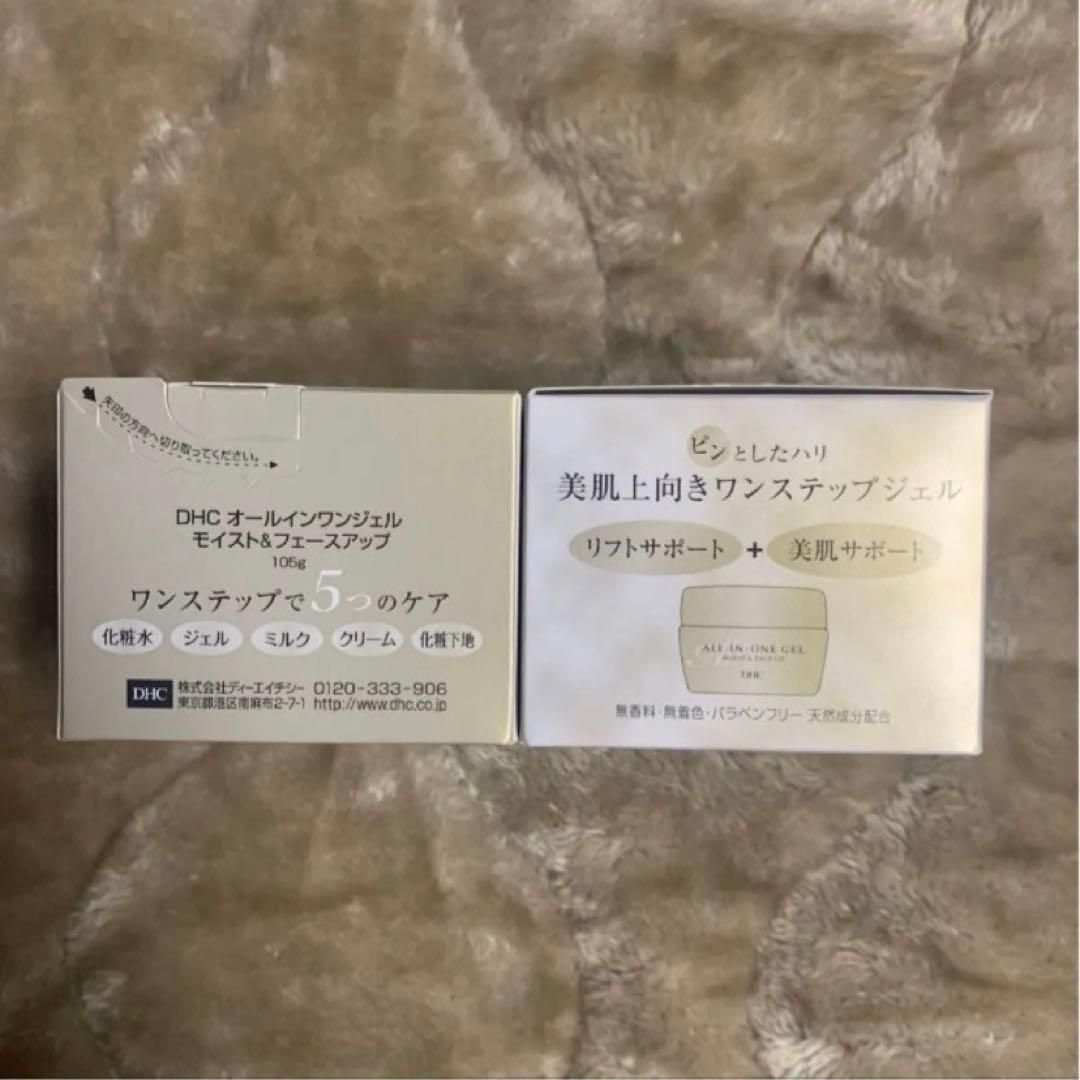 矢印の方向へ切り取ってください。
DHC オールインワンジェル
モイスト&フェースアップ
105g
ワンステップで5つのケア
化粧水 ジェル ミルク クリーム 化粧下地
DHC 株式会社ディーエイチシー 0120-333-906
東京都港区南麻布2-7-1 http://www.dhc.co.jp
ピンとしたハリ
美肌上向きワンステップジェル
リフトサポート + 美肌サポート
ALL-IN-ONE GEL
MOIST & FACE UP
DHC
無香料・無着色・パラベンフリー 天然成分配合